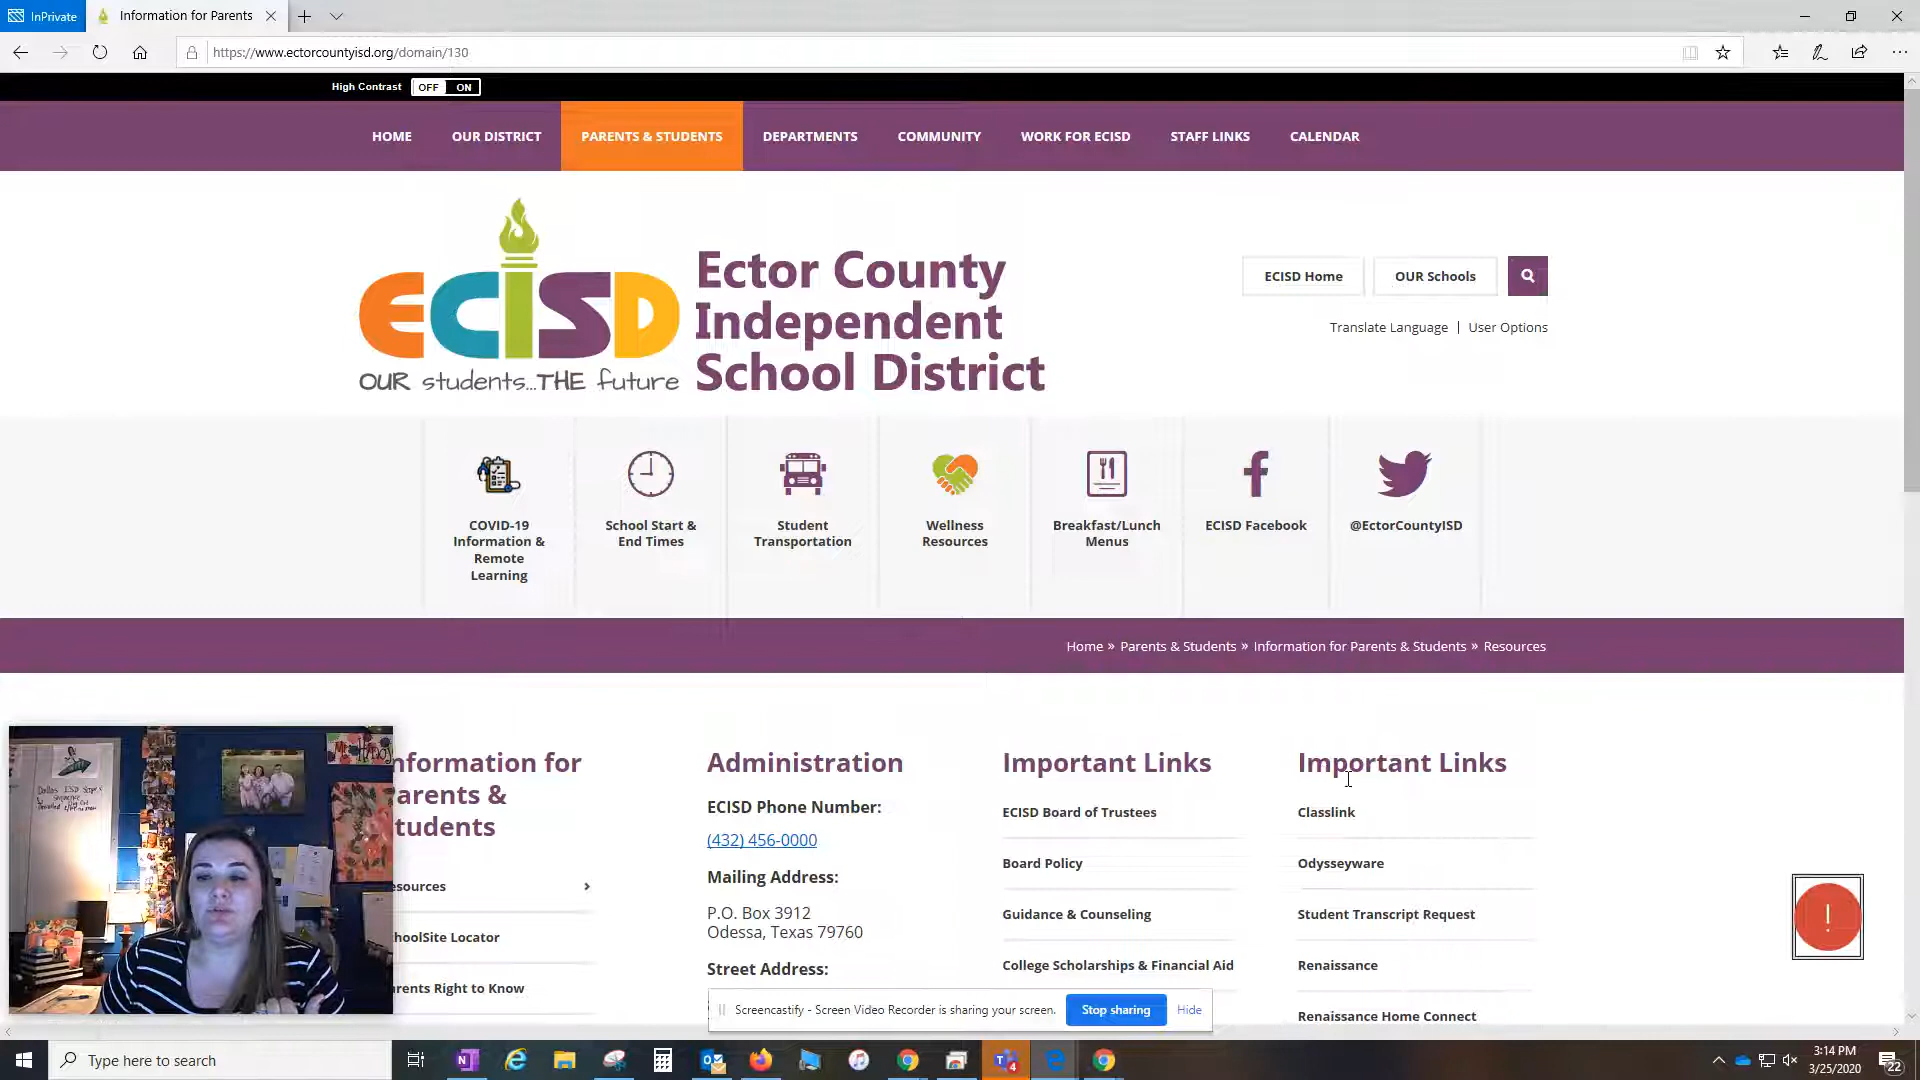 InPrivate
Information for Parents
https://www.ectorcountyisd.org/domain/130
High Contrast OFF ON
HOME OUR DISTRICT PARENTS & STUDENTS DEPARTMENTS COMMUNITY WORK FOR ECISD STAFF LINKS CALENDAR
ECISD
OUR students...THE future
Ector County
Independent
School District
ECISD Home OUR Schools
Translate Language | User Options
COVID-19
Information &
Remote
Learning
School Start &
End Times
Student
Transportation
Wellness
Resources
Breakfast/Lunch
Menus
ECISD Facebook
@EctorCountyISD
Home » Parents & Students » Information for Parents & Students » Resources
nformation for
arents &
tudents
esources
hoolSite Locator
rents Right to Know
Administration
ECISD Phone Number:
(432) 456-0000
Mailing Address:
P.O. Box 3912
Odessa, Texas 79760
Street Address:
Important Links
ECISD Board of Trustees
Board Policy
Guidance & Counseling
College Scholarships & Financial Aid
Important Links
Classlink
Odysseyware
Student Transcript Request
Renaissance
Renaissance Home Connect
!
Dallas ISD
Screencastify - Screen Video Recorder is sharing your screen. Stop sharing Hide
Type here to search
4
3:14 PM
3/25/2020
22